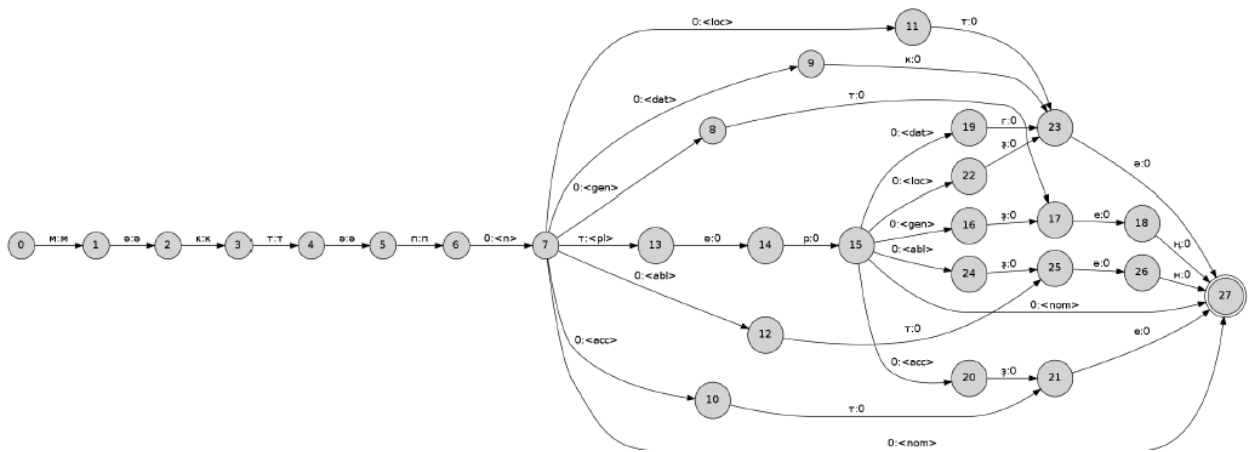 0:<loc>
11
т:0
9
к:0
0:<dat>
т:0
8
0:<dat>
19
г:0
23
ҙ:0
ә:0
0:<loc>
22
0:<gen>
0:<gen>
16
ҙ:0
17
е:0
18
0
м:м
1
ә:ә
2
к:к
3
т:т
4
ә:ә
5
п:п
6
0:<n>
7
т:<pl>
13
ә:0
14
р:0
15
ң:0
0:<abl>
24
ҙ:0
25
ә:0
26
н:0
0:<abl>
27
0:<nom>
12
т:0
е:0
0:<acc>
0:<acc>
20
ҙ:0
21
10
т:0
0:<nom>